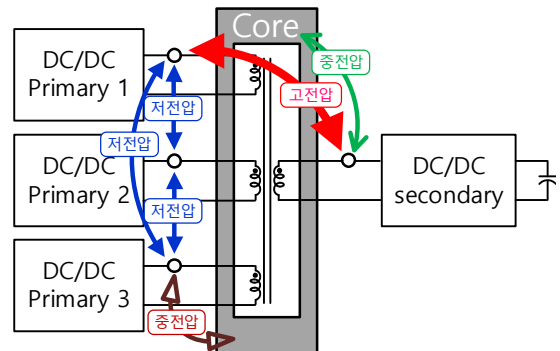 Core
DC/DC
Primary 1
중전압
고전압
저전압
저전압
DC/DC
Primary 2
DC/DC
secondary
저전압
DC/DC
Primary 3
중전압